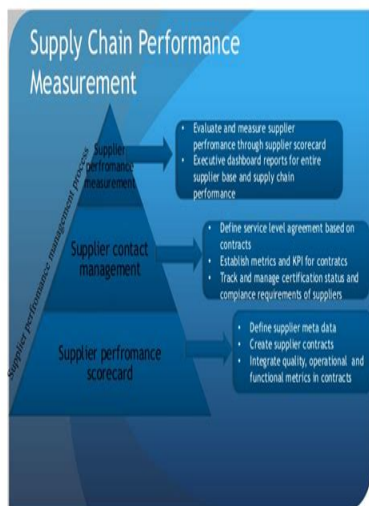 Supply Chain Performance
Measurement
Supplier perfromance management process
Supplier
perfromance
measurement
• Evaluate and measure supplier
perfromance through supplier scorecard
• Executive dashboard reports for entire
supplier base and supply chain
performance
Supplier contact
management
• Define service level agreement based on
contracts
• Establish metrics and KPI for contratcs
• Track and manage certification status and
compliance requirements of suppliers
Supplier perfromance
scorecard
• Define supplier meta data
• Create supplier contracts
• Integrate quality, operational and
functional metrics in contracts